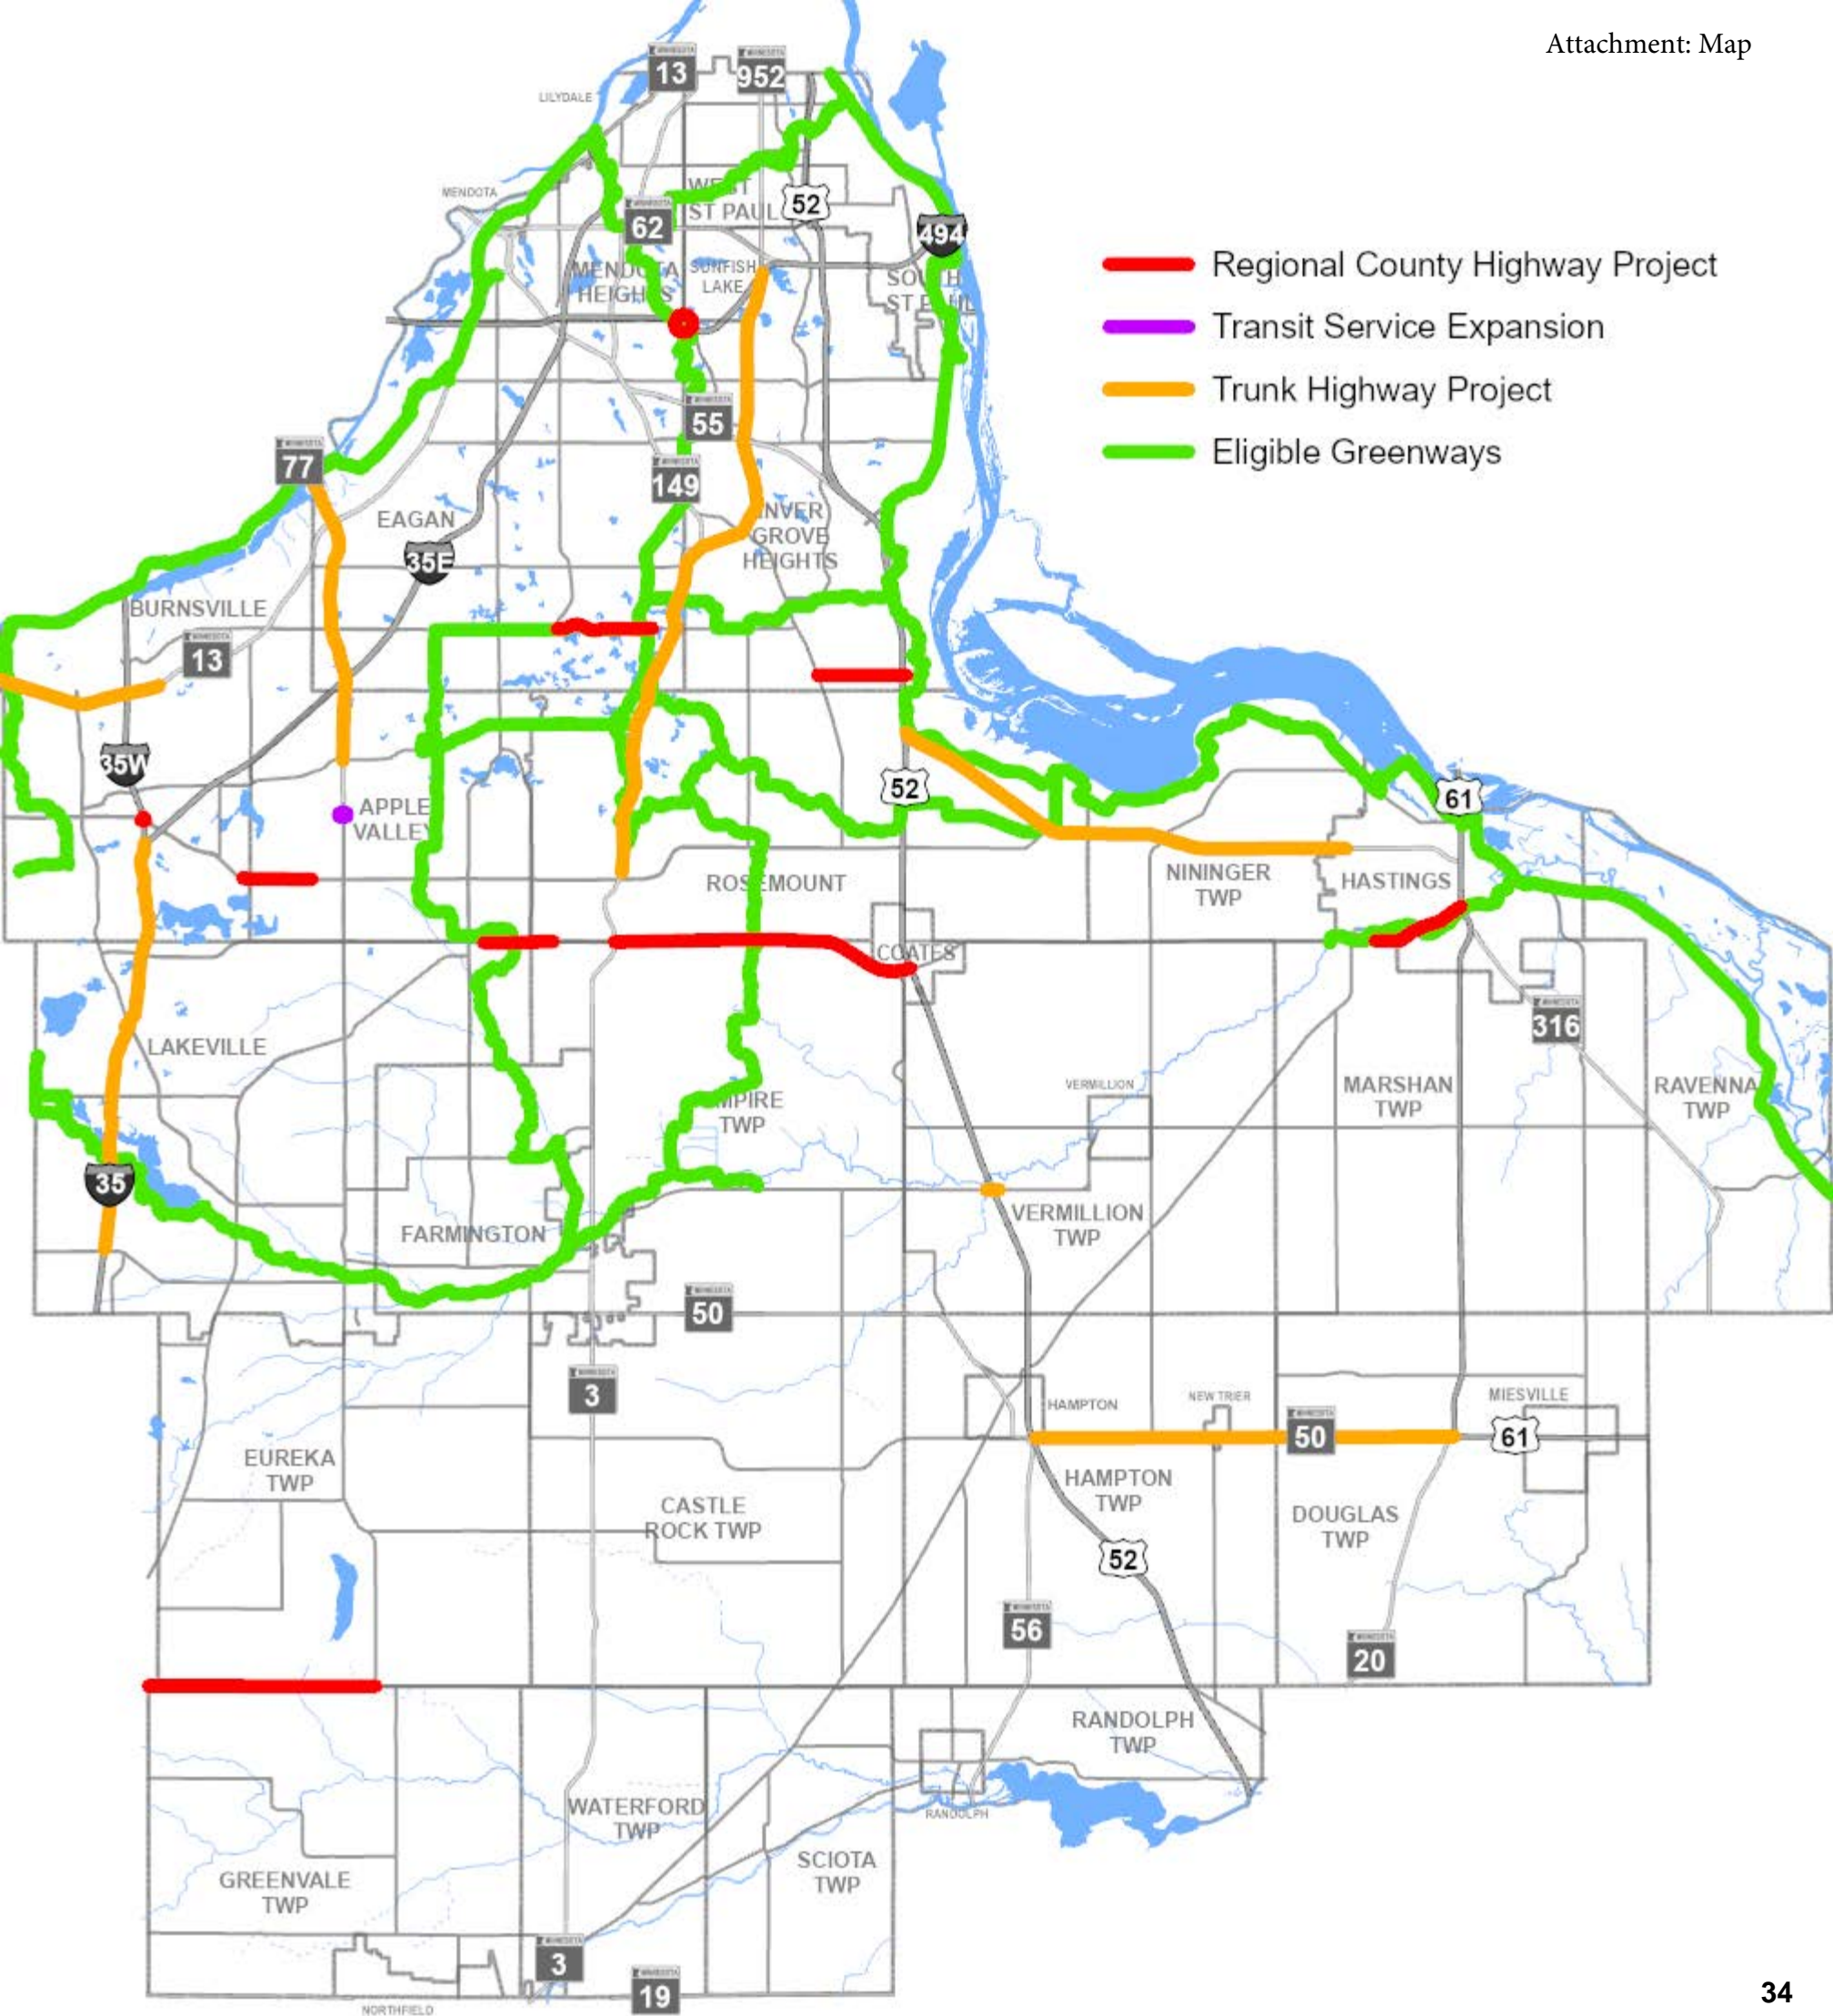 Attachment: Map
13
952
LILYDALE
MENDOTA
WEST
ST PAUL
52
62
494
MENDOTA
HEIGHTS
SUNFISH
LAKE
SOUTH
ST PAUL
Regional County Highway Project
Transit Service Expansion
Trunk Highway Project
Eligible Greenways
55
77
149
EAGAN
INVER
GROVE
HEIGHTS
35E
BURNSVILLE
13
35W
52
61
APPLE
VALLEY
ROSEMOUNT
NININGER
TWP
HASTINGS
COATES
316
LAKEVILLE
VERMILLION
MARSHAN
TWP
RAVENNA
TWP
EMPIRE
TWP
35
FARMINGTON
VERMILLION
TWP
50
3
HAMPTON
NEW TRIER
MIESVILLE
50
61
EUREKA
TWP
HAMPTON
TWP
CASTLE
ROCK TWP
DOUGLAS
TWP
52
56
20
RANDOLPH
TWP
RANDOLPH
WATERFORD
TWP
SCIOTA
TWP
GREENVALE
TWP
3
19
NORTHFIELD
34